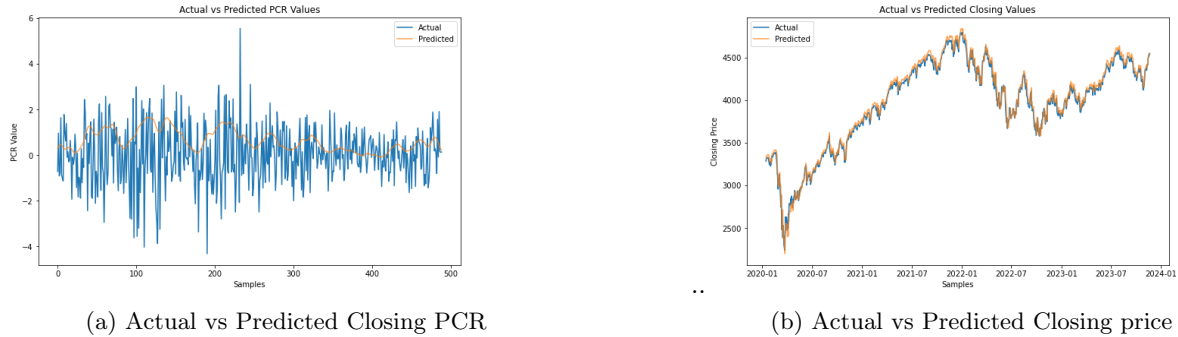 Actual vs Predicted PCR Values
Actual
Predicted
PCR Value
6
4
2
0
−2
−4
0
100
200
300
400
500
Samples
(a) Actual vs Predicted Closing PCR
..
Actual vs Predicted Closing Values
Actual
Predicted
Closing Price
4500
4000
3500
3000
2500
2020-01
2020-07
2021-01
2021-07
2022-01
2022-07
2023-01
2023-07
2024-01
Samples
(b) Actual vs Predicted Closing price